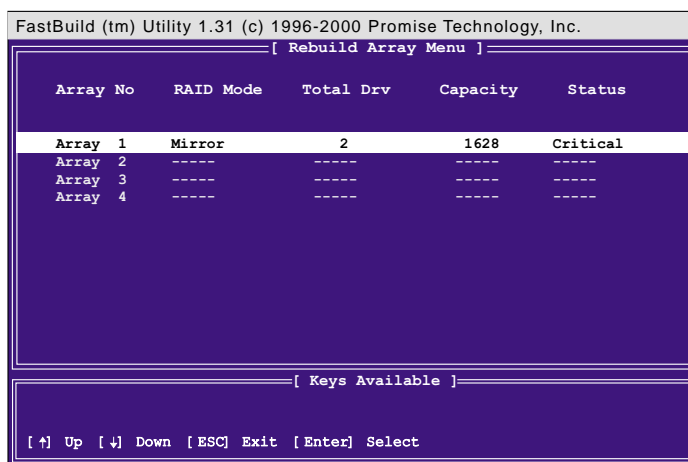 FastBuild (tm) Utility 1.31 (c) 1996-2000 Promise Technology, Inc.
[ Rebuild Array Menu ]
Array No RAID Mode Total Drv Capacity Status
Array 1 Mirror 2 1628 Critical
Array 2 ----- ----- ----- -----
Array 3 ----- ----- ----- -----
Array 4 ----- ----- ----- -----
[ Keys Available ]
[↑] Up [↓] Down [ESC] Exit [Enter] Select